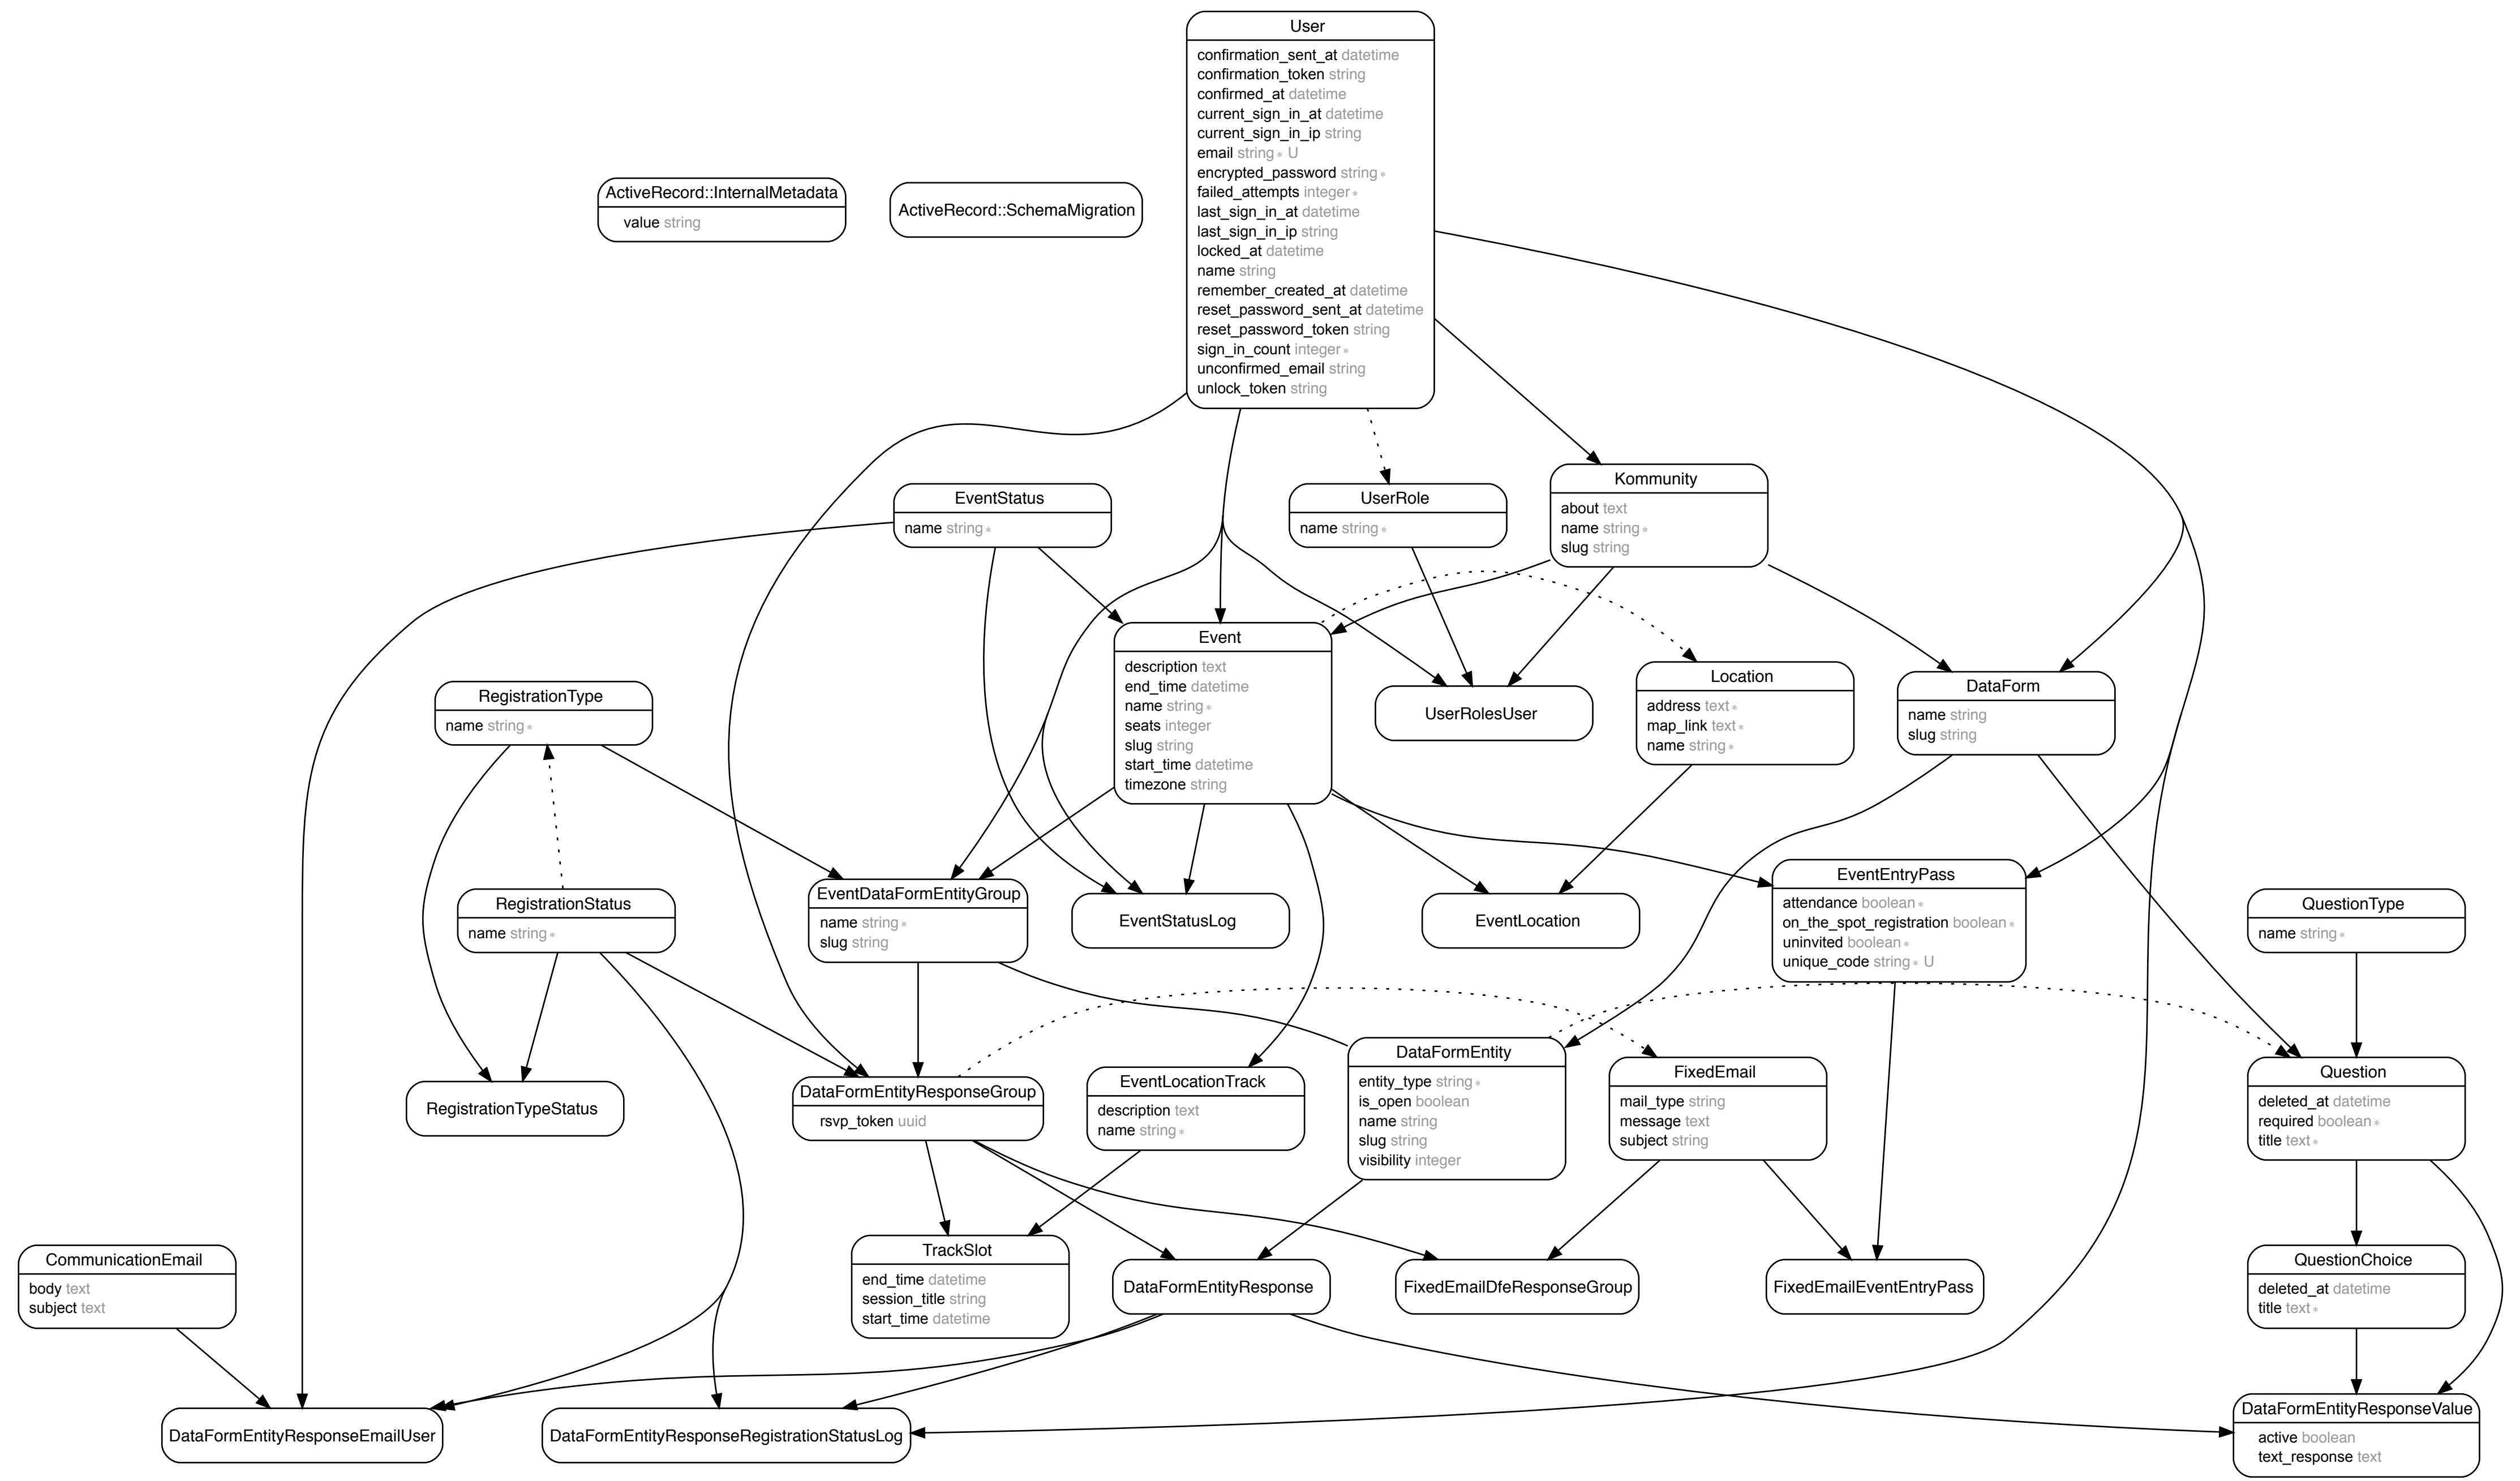 User
confirmation_sent_at datetime
confirmation_token string
confirmed_at datetime
current_sign_in_at datetime
current_sign_in_ip string
email string∗ U
encrypted_password string∗
failed_attempts integer∗
last_sign_in_at datetime
last_sign_in_ip string
locked_at datetime
name string
remember_created_at datetime
reset_password_sent_at datetime
reset_password_token string
sign_in_count integer∗
unconfirmed_email string
unlock_token string
ActiveRecord::InternalMetadata
value string
ActiveRecord::SchemaMigration
EventStatus
name string∗
UserRole
name string∗
Kommunity
about text
name string∗
slug string
Event
description text
end_time datetime
name string∗
seats integer
slug string
start_time datetime
timezone string
RegistrationType
name string∗
UserRolesUser
Location
address text∗
map_link text∗
name string∗
DataForm
name string
slug string
RegistrationStatus
name string∗
EventDataFormEntityGroup
name string∗
slug string
EventStatusLog
EventLocation
EventEntryPass
attendance boolean∗
on_the_spot_registration boolean∗
uninvited boolean∗
unique_code string∗ U
QuestionType
name string∗
RegistrationTypeStatus
DataFormEntityResponseGroup
rsvp_token uuid
EventLocationTrack
description text
name string∗
DataFormEntity
entity_type string∗
is_open boolean
name string
slug string
visibility integer
FixedEmail
mail_type string
message text
subject string
Question
deleted_at datetime
required boolean∗
title text∗
CommunicationEmail
body text
subject text
TrackSlot
end_time datetime
session_title string
start_time datetime
DataFormEntityResponse
FixedEmailDfeResponseGroup
FixedEmailEventEntryPass
QuestionChoice
deleted_at datetime
title text∗
DataFormEntityResponseEmailUser
DataFormEntityResponseRegistrationStatusLog
DataFormEntityResponseValue
active boolean
text_response text